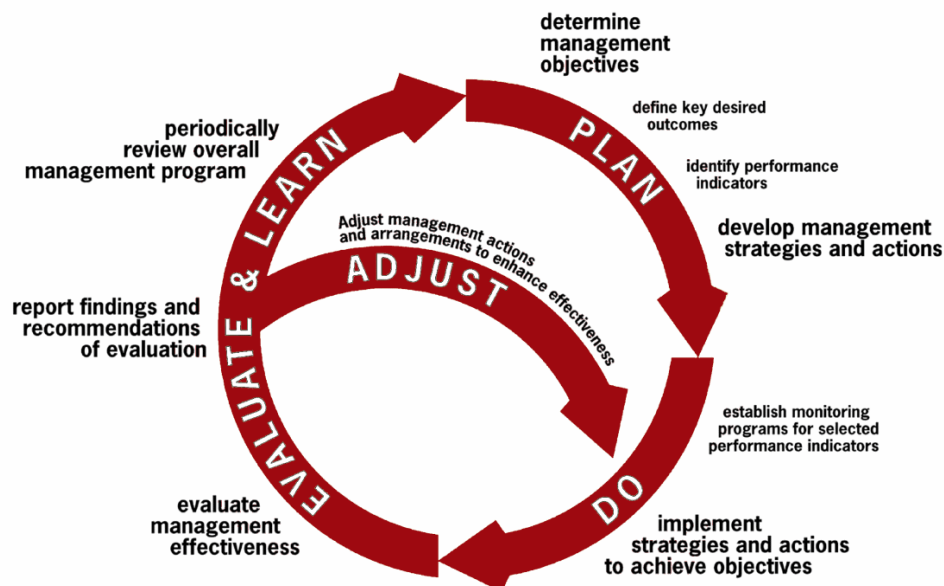 determine
management
objectives
define key desired
outcomes
PLAN
identify performance
indicators
develop management
strategies and actions
establish monitoring
programs for selected
performance indicators
DO
implement
strategies and actions
to achieve objectives
evaluate
management
effectiveness
EVALUATE & LEARN
report findings and
recommendations
of evaluation
periodically
review overall
management program
Adjust management actions
and arrangements to enhance effectiveness
ADJUST